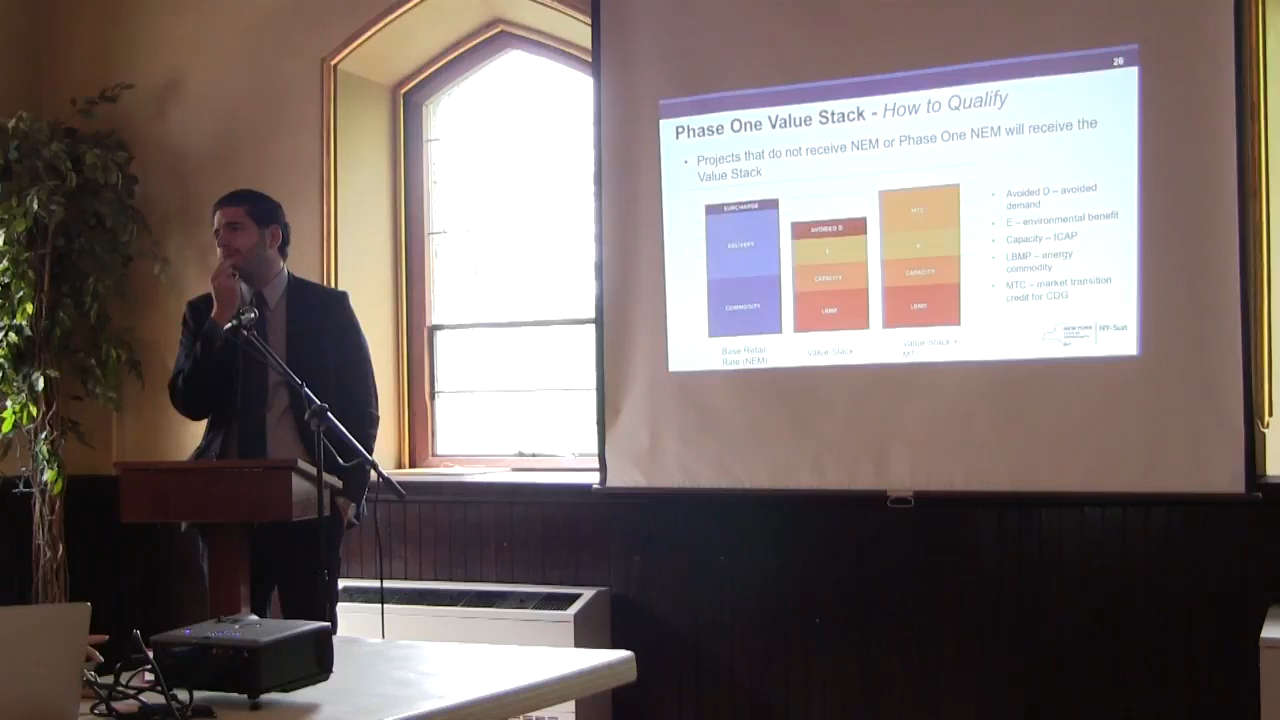 26
Phase One Value Stack - How to Qualify
• Projects that do not receive NEM or Phase One NEM will receive the
Value Stack
SURCHARGE
DELIVERY
COMMODITY
Base Retail
Rate (NEM)
AVOIDED D
E
CAPACITY
LBMP
Value Stack
MTC
E
CAPACITY
LBMP
Value Stack +
• Avoided D – avoided
demand
• E – environmental benefit
• Capacity – ICAP
• LBMP – energy
commodity
• MTC – market transition
credit for CDG
NEW YORK
NY-Sun